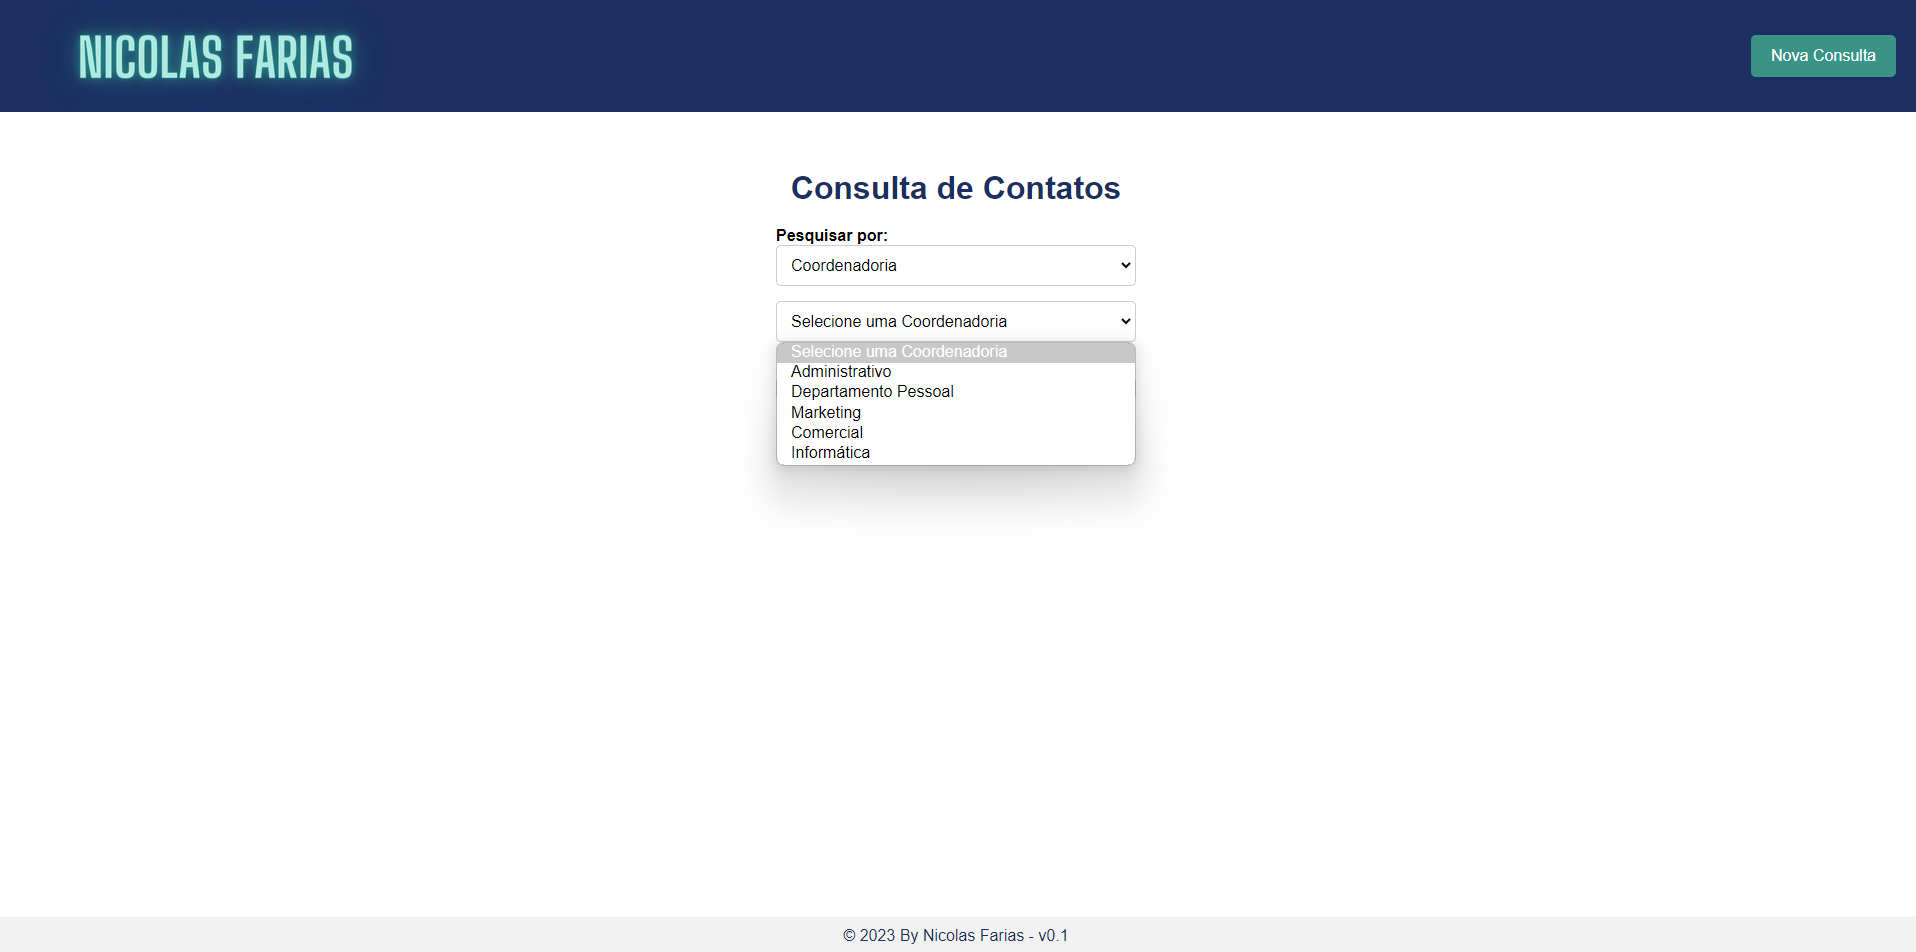 NICOLAS FARIAS
Nova Consulta
Consulta de Contatos
Pesquisar por:
Coordenadoria
Selecione uma Coordenadoria
Selecione uma Coordenadoria
Administrativo
Departamento Pessoal
Marketing
Comercial
Informática
© 2023 By Nicolas Farias - v0.1